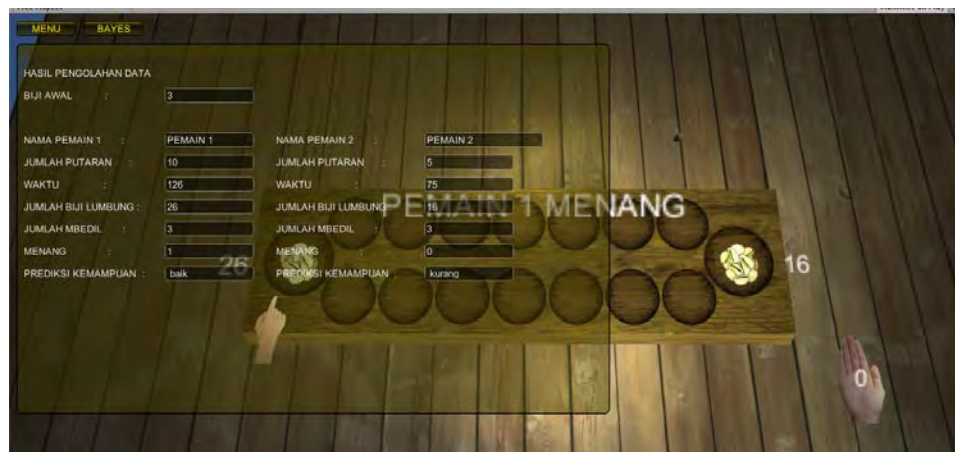 MENU BAYES
HASIL PENGOLAHAN DATA
BIJI AWAL : 3
NAMA PEMAIN 1 : PEMAIN 1 NAMA PEMAIN 2 : PEMAIN 2
JUMLAH PUTARAN : 10 JUMLAH PUTARAN : 5
WAKTU : 126 WAKTU : 75
JUMLAH BIJI LUMBUNG : 26 JUMLAH BIJI LUMBUNG 16
PEMAIN 1 MENANG
JUMLAH MBEDIL : 3 JUMLAH MBEDIL : 3
MENANG : 1 MENANG : 0
26 16
PREDIKSI KEMAMPUAN : baik PREDIKSI KEMAMPUAN : kurang
0